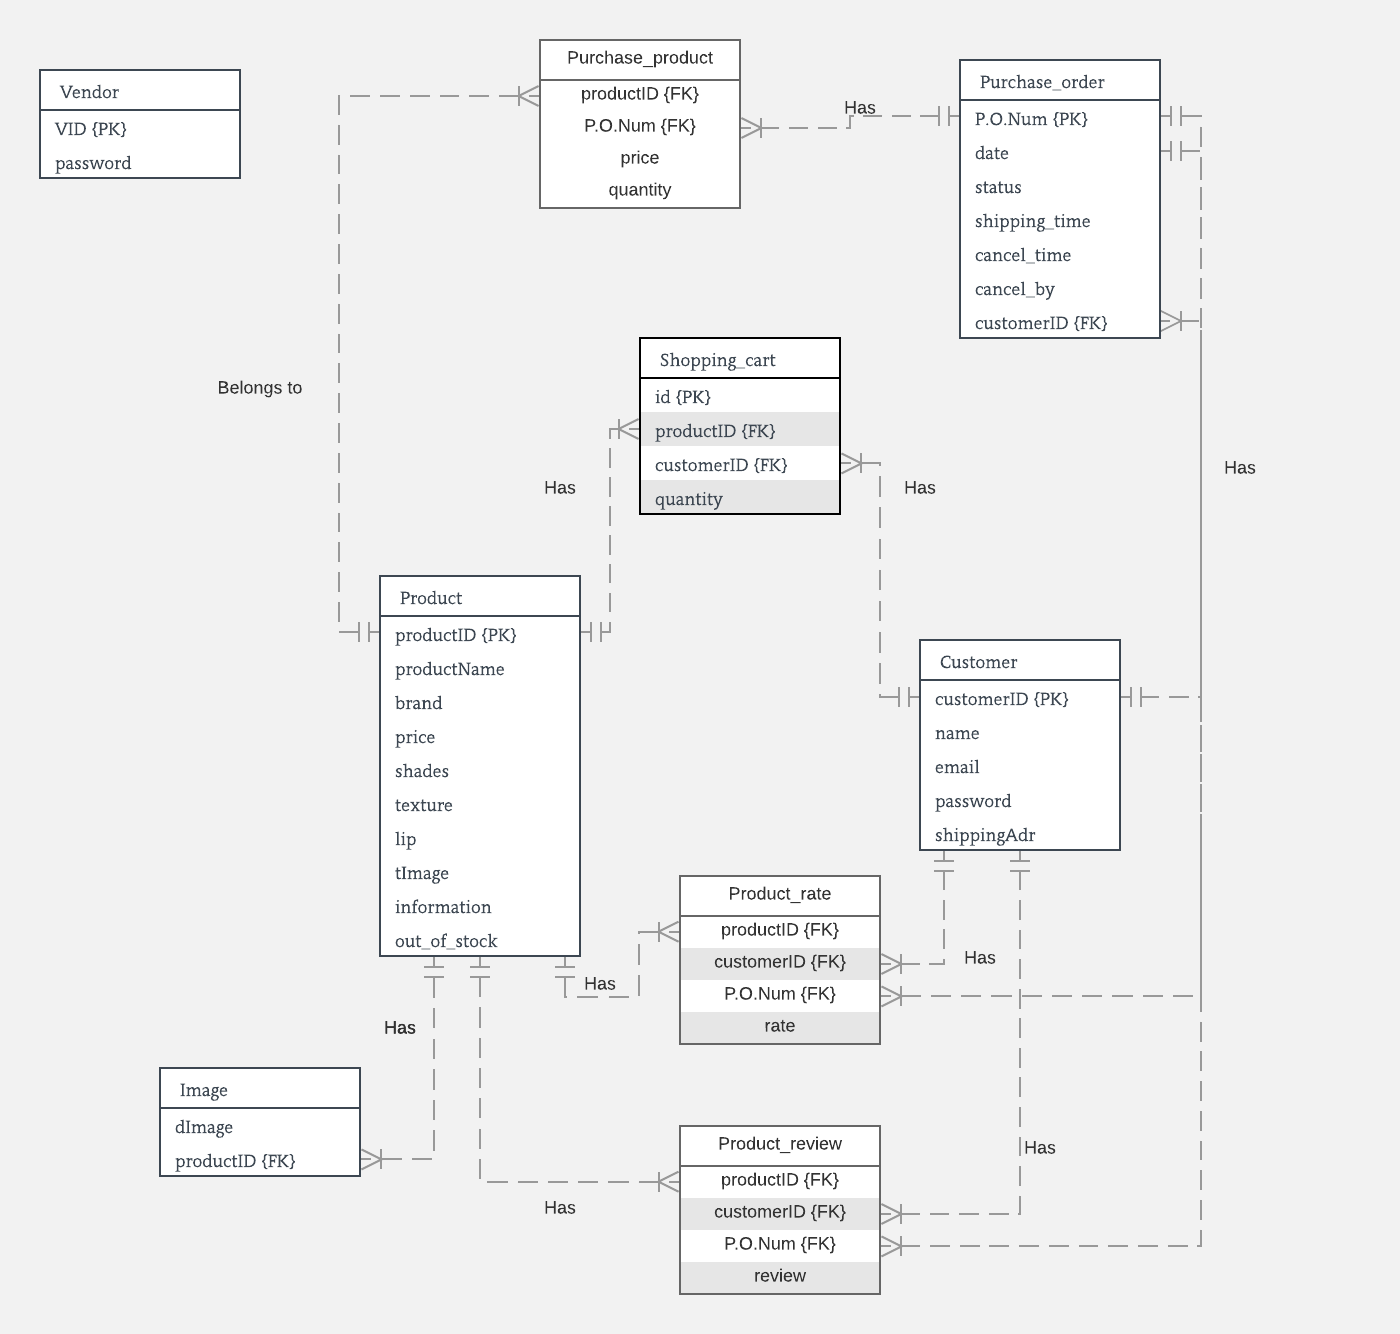 Vendor
VID {PK}
password
Purchase_product
productID {FK}
P.O.Num {FK}
price
quantity
Has
Purchase_order
P.O.Num {PK}
date
status
shipping_time
cancel_time
cancel_by
customerID {FK}
Belongs to
Shopping_cart
id {PK}
productID {FK}
customerID {FK}
quantity
Has
Has
Has
Product
productID {PK}
productName
brand
price
shades
texture
lip
tImage
information
out_of_stock
Customer
customerID {PK}
name
email
password
shippingAdr
Has
Product_rate
productID {FK}
customerID {FK}
P.O.Num {FK}
rate
Has
Has
Image
dImage
productID {FK}
Has
Product_review
productID {FK}
customerID {FK}
P.O.Num {FK}
review
Has